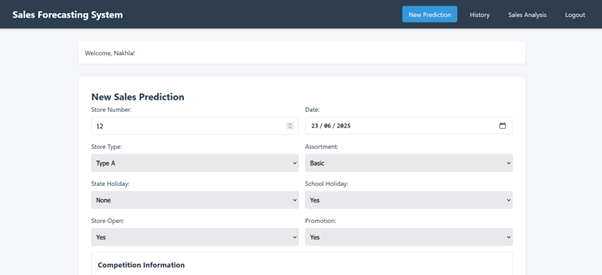 Sales Forecasting System
New Prediction History Sales Analysis Logout
Welcome, Nakhla!
New Sales Prediction
Store Number: Date:
12 23 / 06 / 2025
Store Type: Assortment:
Type A Basic
State Holiday: School Holiday:
None Yes
Store Open: Promotion:
Yes Yes
Competition Information